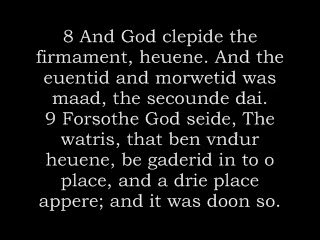 8 And God clepide the
firmament, heuene. And the
euentid and morwetid was
maad, the secounde dai.
9 Forsothe God seide, The
watris, that ben vndur
heuene, be gaderid in to o
place, and a drie place
appere; and it was doon so.